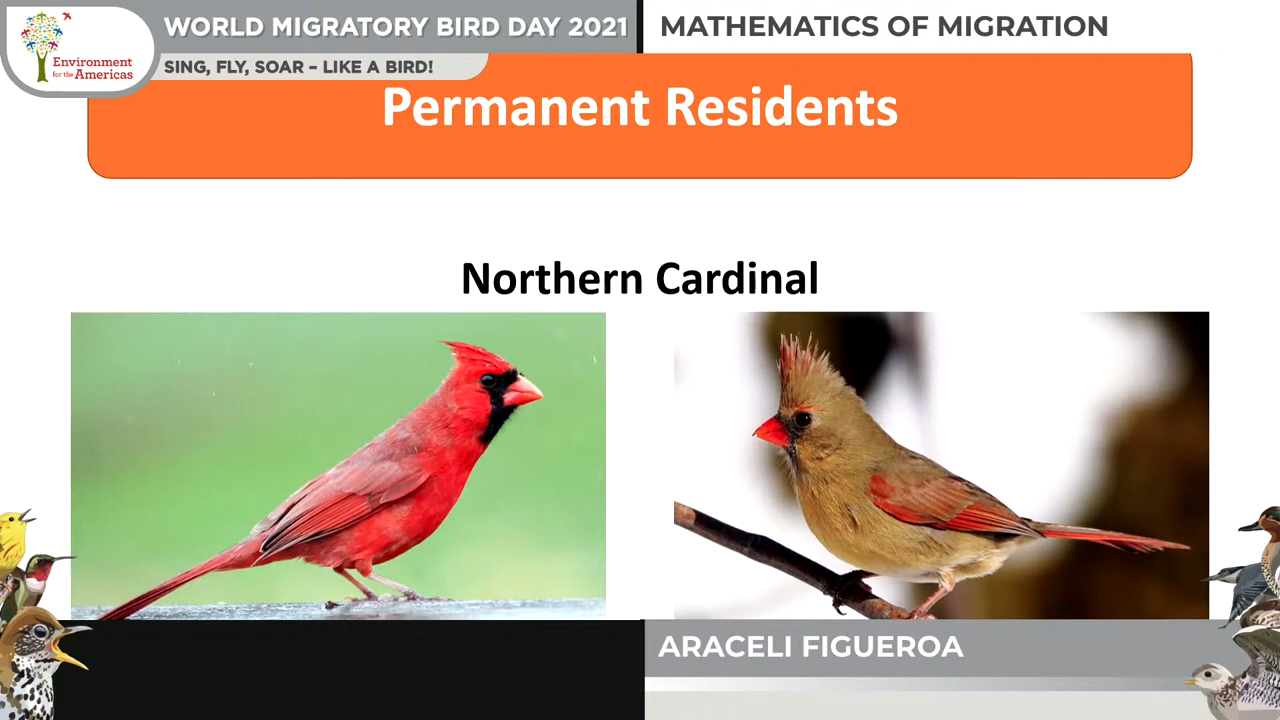 WORLD MIGRATORY BIRD DAY 2021
MATHEMATICS OF MIGRATION
Environment
for the Americas
SING, FLY, SOAR – LIKE A BIRD!
Permanent Residents
Northern Cardinal
ARACELI FIGUEROA